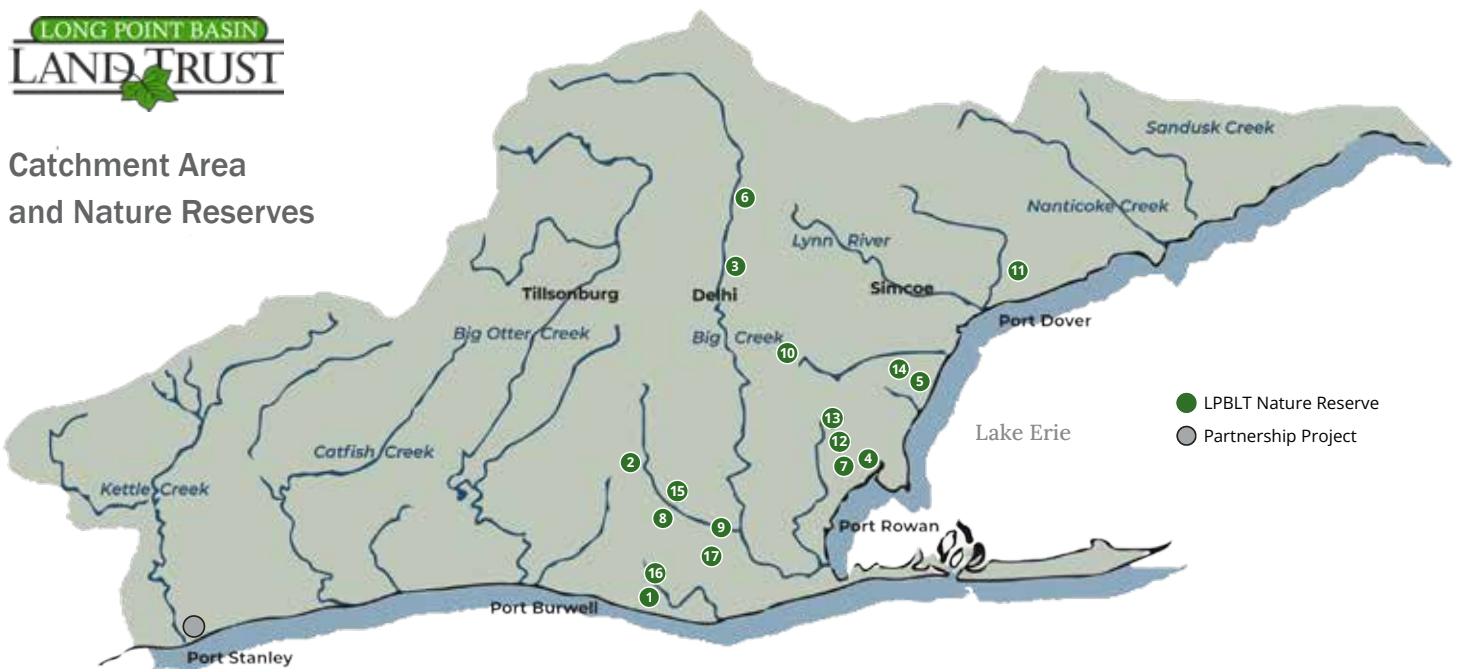 LONG POINT BASIN
LAND TRUST
Catchment Area
and Nature Reserves
Sandusk Creek
6
Nanticoke Creek
Lynn River
3
11
Tillsonburg
Delhi
Simcoe
Port Dover
Big Otter Creek
Big Creek
10
14
5
LPBLT Nature Reserve
Partnership Project
13
12
Lake Erie
Catfish Creek
2
7
4
Kettle Creek
15
8
9
Port Rowan
17
16
1
Port Burwell
Port Stanley